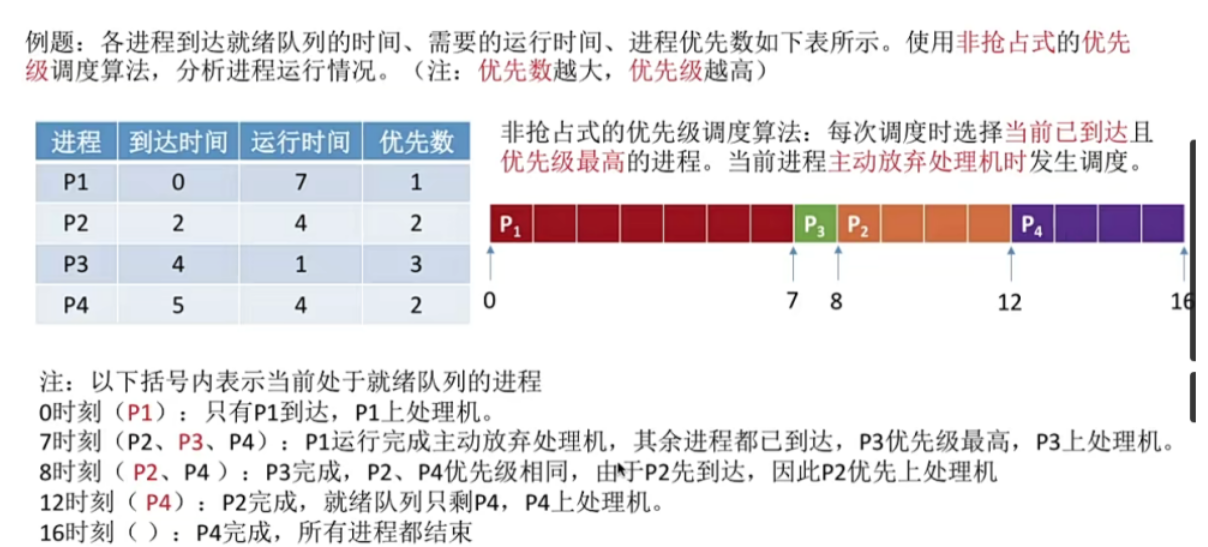 例题：各进程到达就绪队列的时间、需要的运行时间、进程优先数如下表所示。使用非抢占式的优先
级调度算法，分析进程运行情况。（注：优先数越大，优先级越高）
进程 到达时间 运行时间 优先数
P1 0 7 1
P2 2 4 2
P3 4 1 3
P4 5 4 2
非抢占式的优先级调度算法：每次调度时选择当前已到达且
优先级最高的进程。当前进程主动放弃处理机时发生调度。
P1 P3 P2 P4
0 7 8 12 16
注：以下括号内表示当前处于就绪队列的进程
0时刻（P1）：只有P1到达，P1上处理机。
7时刻（P2、P3、P4）：P1运行完成主动放弃处理机，其余进程都已到达，P3优先级最高，P3上处理机。
8时刻（P2、P4）：P3完成，P2、P4优先级相同，由于P2先到达，因此P2优先上处理机
12时刻（P4）：P2完成，就绪队列只剩P4，P4上处理机。
16时刻（ ）：P4完成，所有进程都结束